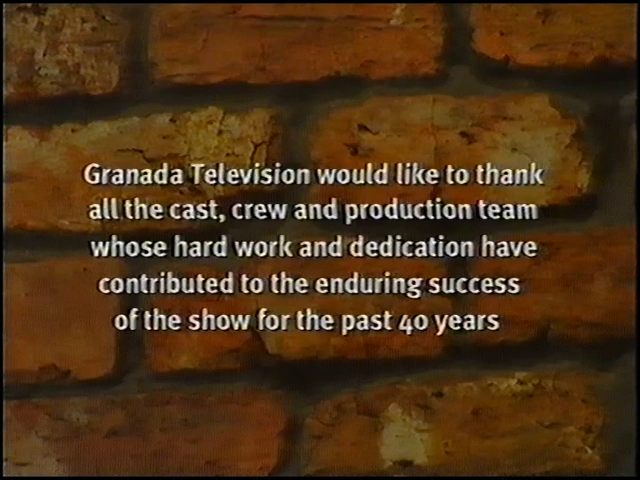 Granada Television would like to thank
all the cast, crew and production team
whose hard work and dedication have
contributed to the enduring success
of the show for the past 40 years